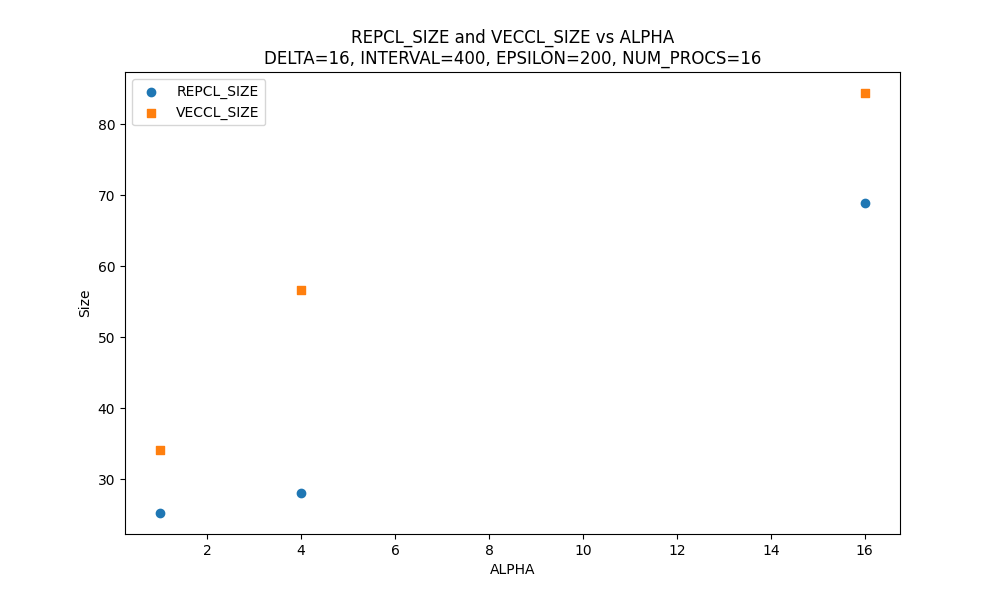 REPCL_SIZE and VECCL_SIZE vs ALPHA
DELTA=16, INTERVAL=400, EPSILON=200, NUM_PROCS=16
REPCL_SIZE
VECCL_SIZE
80
70
60
50
40
30
Size
2 4 6 8 10 12 14 16
ALPHA